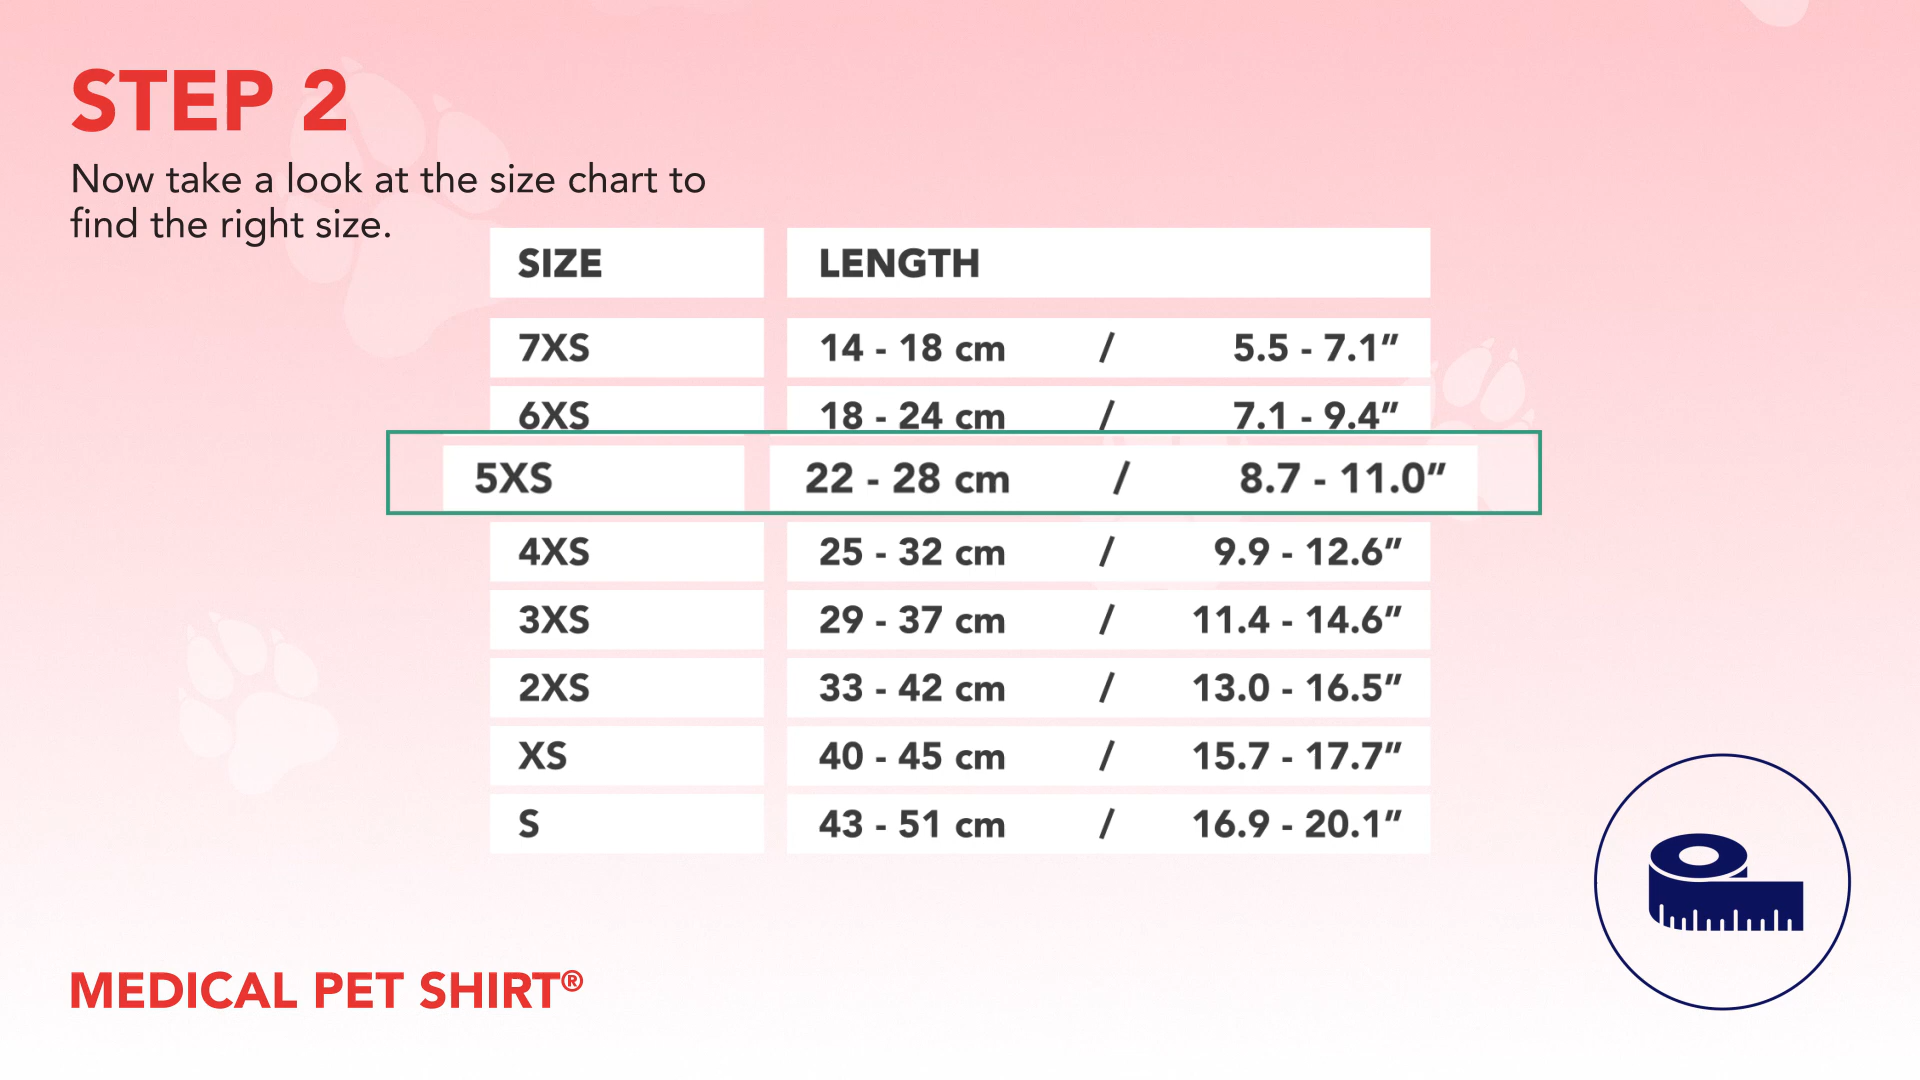 STEP 2
Now take a look at the size chart to
find the right size.
SIZE LENGTH
7XS 14 - 18 cm / 5.5 - 7.1”
6XS 18 - 24 cm / 7.1 - 9.4”
5XS 22 - 28 cm / 8.7 - 11.0”
4XS 25 - 32 cm / 9.9 - 12.6”
3XS 29 - 37 cm / 11.4 - 14.6”
2XS 33 - 42 cm / 13.0 - 16.5”
XS 40 - 45 cm / 15.7 - 17.7”
S 43 - 51 cm / 16.9 - 20.1”
MEDICAL PET SHIRT®